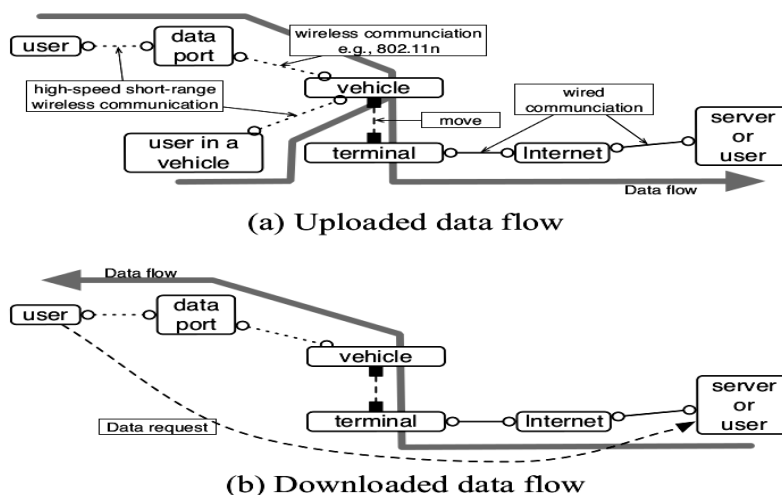 user
data
port
wireless communciation
e.g., 802.11n
high-speed short-range
wireless communication
vehicle
user in a
vehicle
move
terminal
wired
communciation
Internet
server
or
user
Data flow
(a) Uploaded data flow
Data flow
user
data
port
vehicle
terminal
Internet
server
or
user
Data request
(b) Downloaded data flow